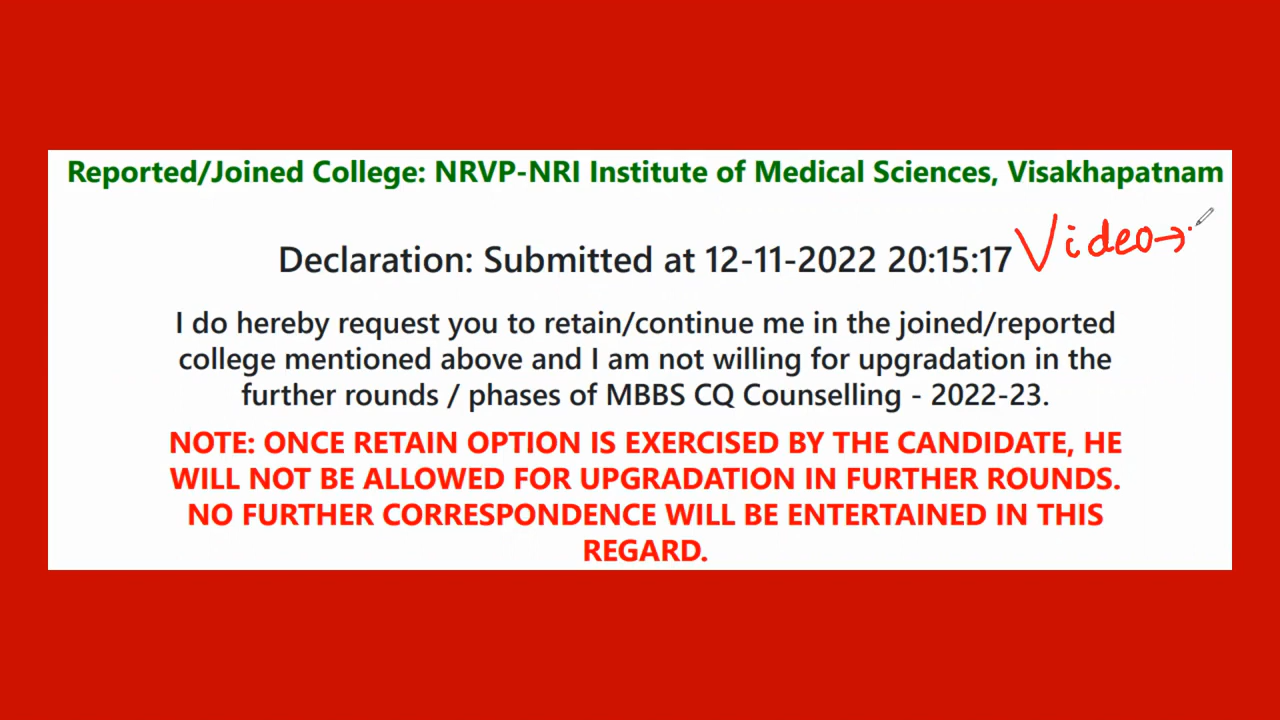 Reported/Joined College: NRVP-NRI Institute of Medical Sciences, Visakhapatnam
Declaration: Submitted at 12-11-2022 20:15:17 Video→
I do hereby request you to retain/continue me in the joined/reported
college mentioned above and I am not willing for upgradation in the
further rounds / phases of MBBS CQ Counselling - 2022-23.
NOTE: ONCE RETAIN OPTION IS EXERCISED BY THE CANDIDATE, HE
WILL NOT BE ALLOWED FOR UPGRADATION IN FURTHER ROUNDS.
NO FURTHER CORRESPONDENCE WILL BE ENTERTAINED IN THIS
REGARD.